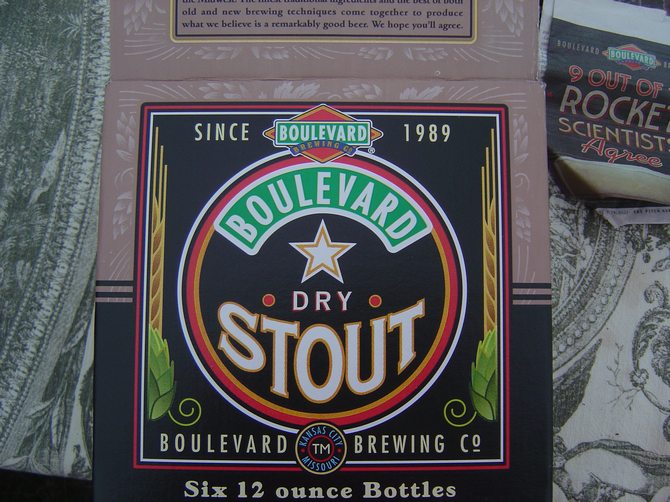 the Midwest. The finest traditional ingredients and the best of both
old and new brewing techniques come together to produce
what we believe is a remarkably good beer. We hope you'll agree.
SINCE BOULEVARD 1989
BREWING CO ®
BOULEVARD
DRY
STOUT
BOULEVARD BREWING Cº
KANSAS CITY
TM
MISSOURI
Six 12 ounce Bottles
BOULEVARD BOULEVARD
9 OUT OF
ROCKE
SCIENTISTS
Agree